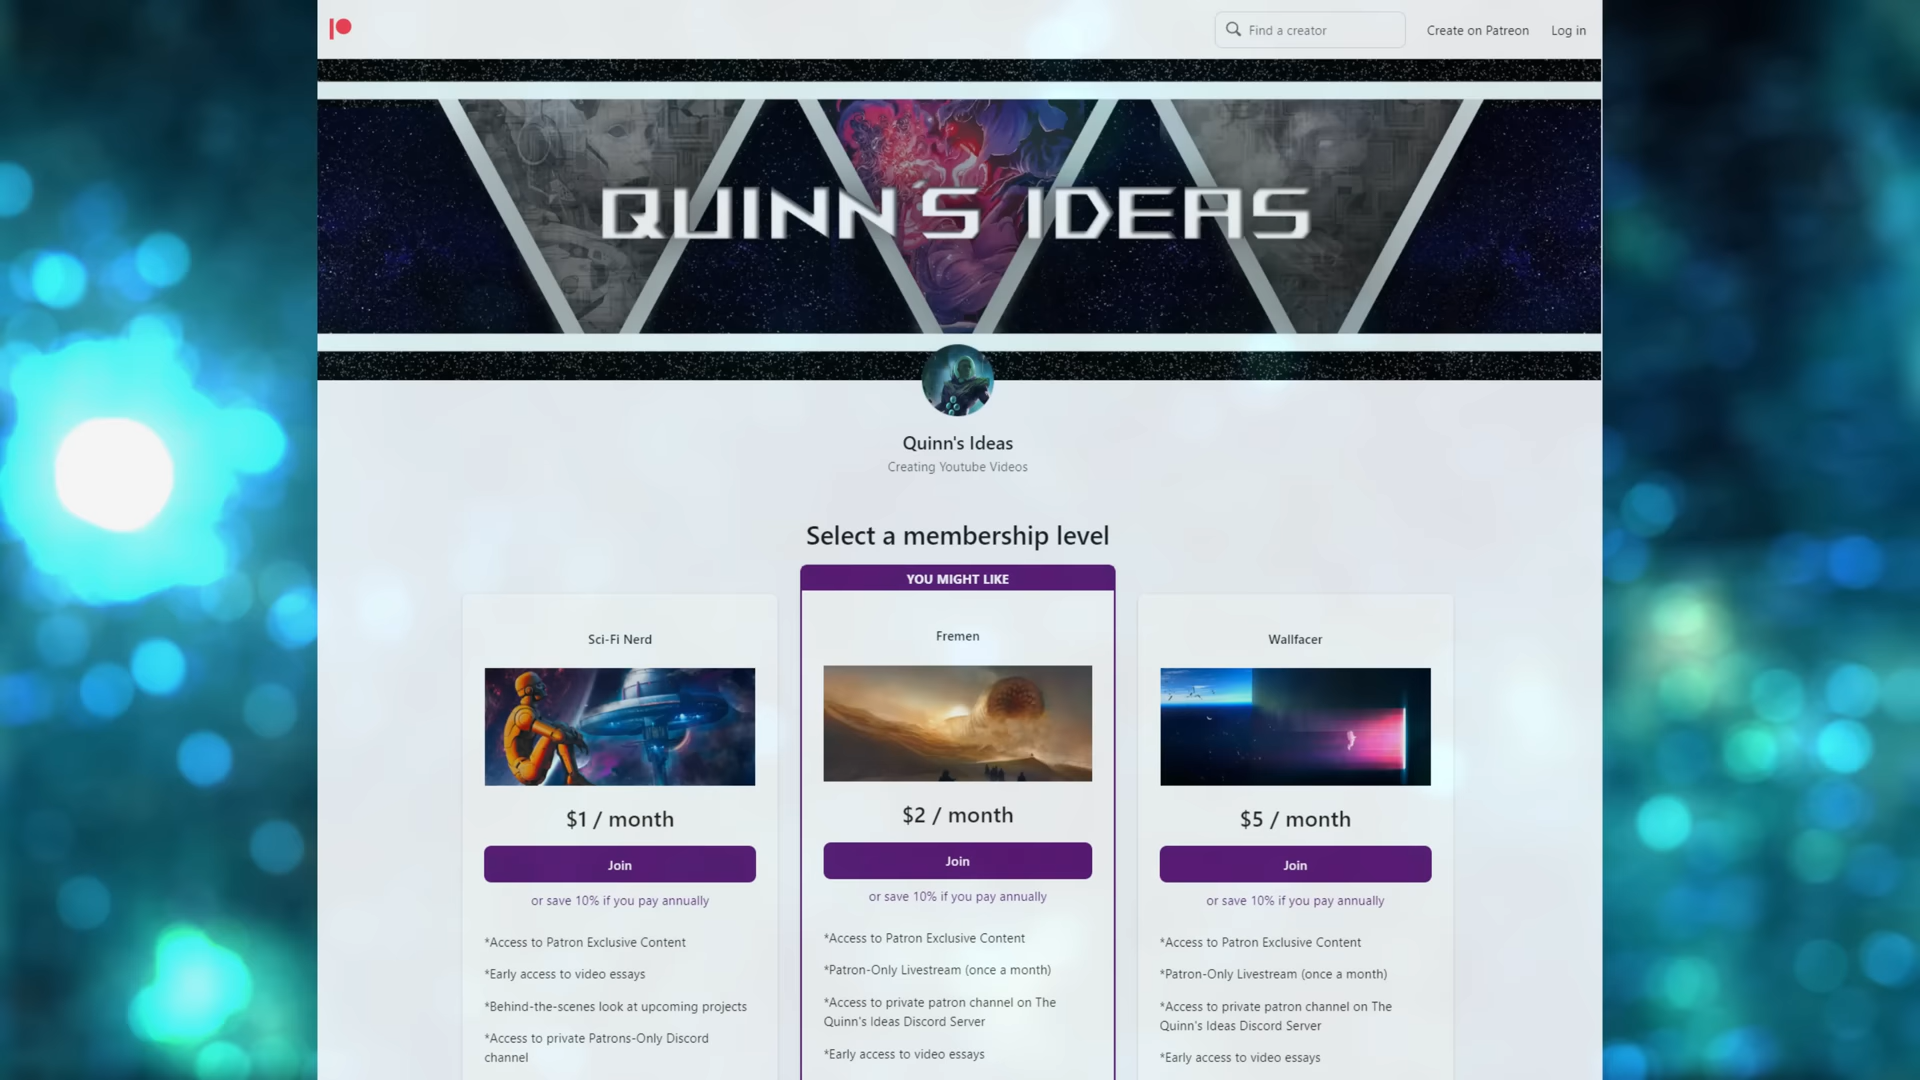 Find a creator
Create on Patreon
Log in
QUINN'S IDEAS
Quinn's Ideas
Creating Youtube Videos
Select a membership level
Sci-Fi Nerd
$1 / month
Join
or save 10% if you pay annually
*Access to Patron Exclusive Content
*Early access to video essays
*Behind-the-scenes look at upcoming projects
*Access to private Patrons-Only Discord
channel
YOU MIGHT LIKE
Fremen
$2 / month
Join
or save 10% if you pay annually
*Access to Patron Exclusive Content
*Patron-Only Livestream (once a month)
*Access to private patron channel on The
Quinn's Ideas Discord Server
*Early access to video essays
Wallfacer
$5 / month
Join
or save 10% if you pay annually
*Access to Patron Exclusive Content
*Patron-Only Livestream (once a month)
*Access to private patron channel on The
Quinn's Ideas Discord Server
*Early access to video essays